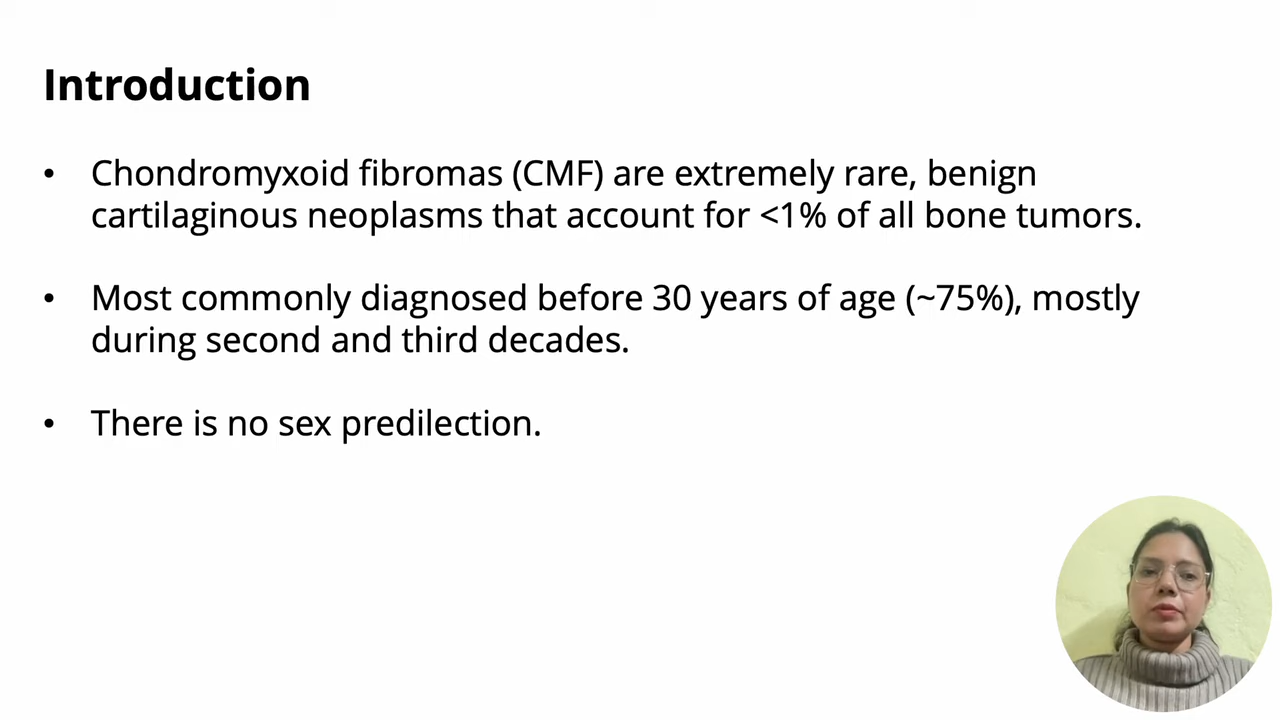 Introduction
• Chondromyxoid fibromas (CMF) are extremely rare, benign
cartilaginous neoplasms that account for <1% of all bone tumors.
• Most commonly diagnosed before 30 years of age (~75%), mostly
during second and third decades.
• There is no sex predilection.